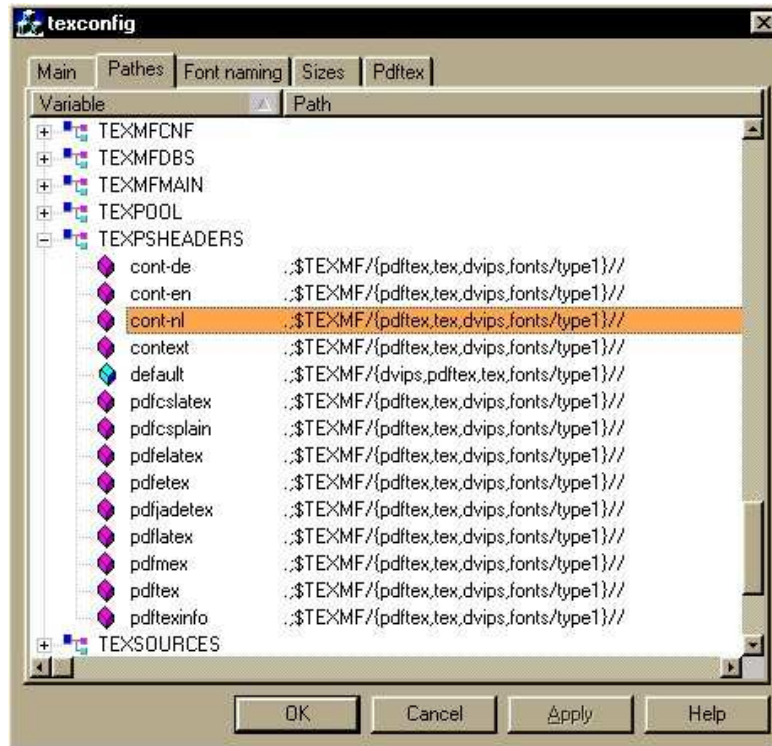 texconfig
Main Pathes Font naming Sizes Pdftex
Variable Path
TEXMFCNF
TEXMFDBS
TEXMFMAIN
TEXPOOL
TEXPSHEADERS
cont-de .;$TEXMF/{pdftex,tex,dvips,fonts/type1}//
cont-en .;$TEXMF/{pdftex,tex,dvips,fonts/type1}//
cont-nl .;$TEXMF/{pdftex,tex,dvips,fonts/type1}//
context .;$TEXMF/{pdftex,tex,dvips,fonts/type1}//
default .;$TEXMF/{dvips,pdftex,tex,fonts/type1}//
pdfcslatex .;$TEXMF/{pdftex,tex,dvips,fonts/type1}//
pdfcsplain .;$TEXMF/{pdftex,tex,dvips,fonts/type1}//
pdfelatex .;$TEXMF/{pdftex,tex,dvips,fonts/type1}//
pdfetex .;$TEXMF/{pdftex,tex,dvips,fonts/type1}//
pdfjadetex .;$TEXMF/{pdftex,tex,dvips,fonts/type1}//
pdflatex .;$TEXMF/{pdftex,tex,dvips,fonts/type1}//
pdfmex .;$TEXMF/{pdftex,tex,dvips,fonts/type1}//
pdftex .;$TEXMF/{pdftex,tex,dvips,fonts/type1}//
pdftexinfo .;$TEXMF/{pdftex,tex,dvips,fonts/type1}//
TEXSOURCES
OK Cancel Apply Help